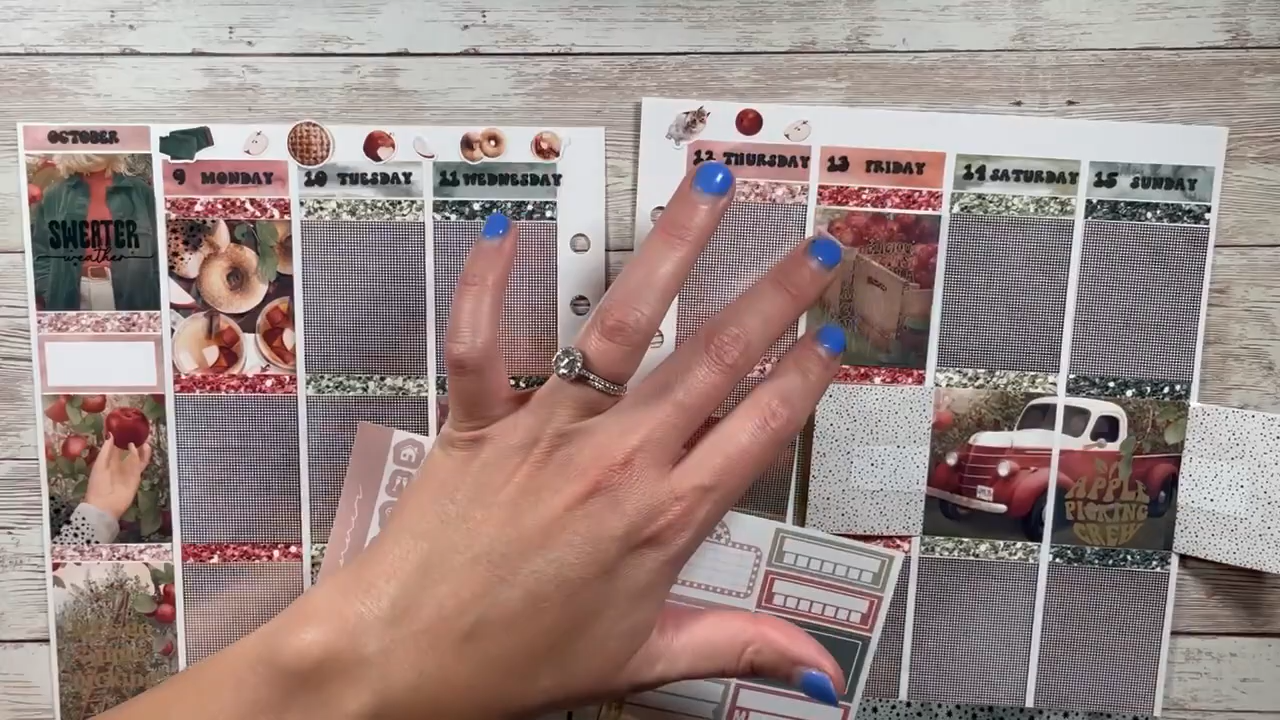 OCTOBER
9 MONDAY
10 TUESDAY
11 WEDNESDAY
12 THURSDAY
13 FRIDAY
14 SATURDAY
15 SUNDAY
SWEATER
weather
APPLE
PICKING
CREW